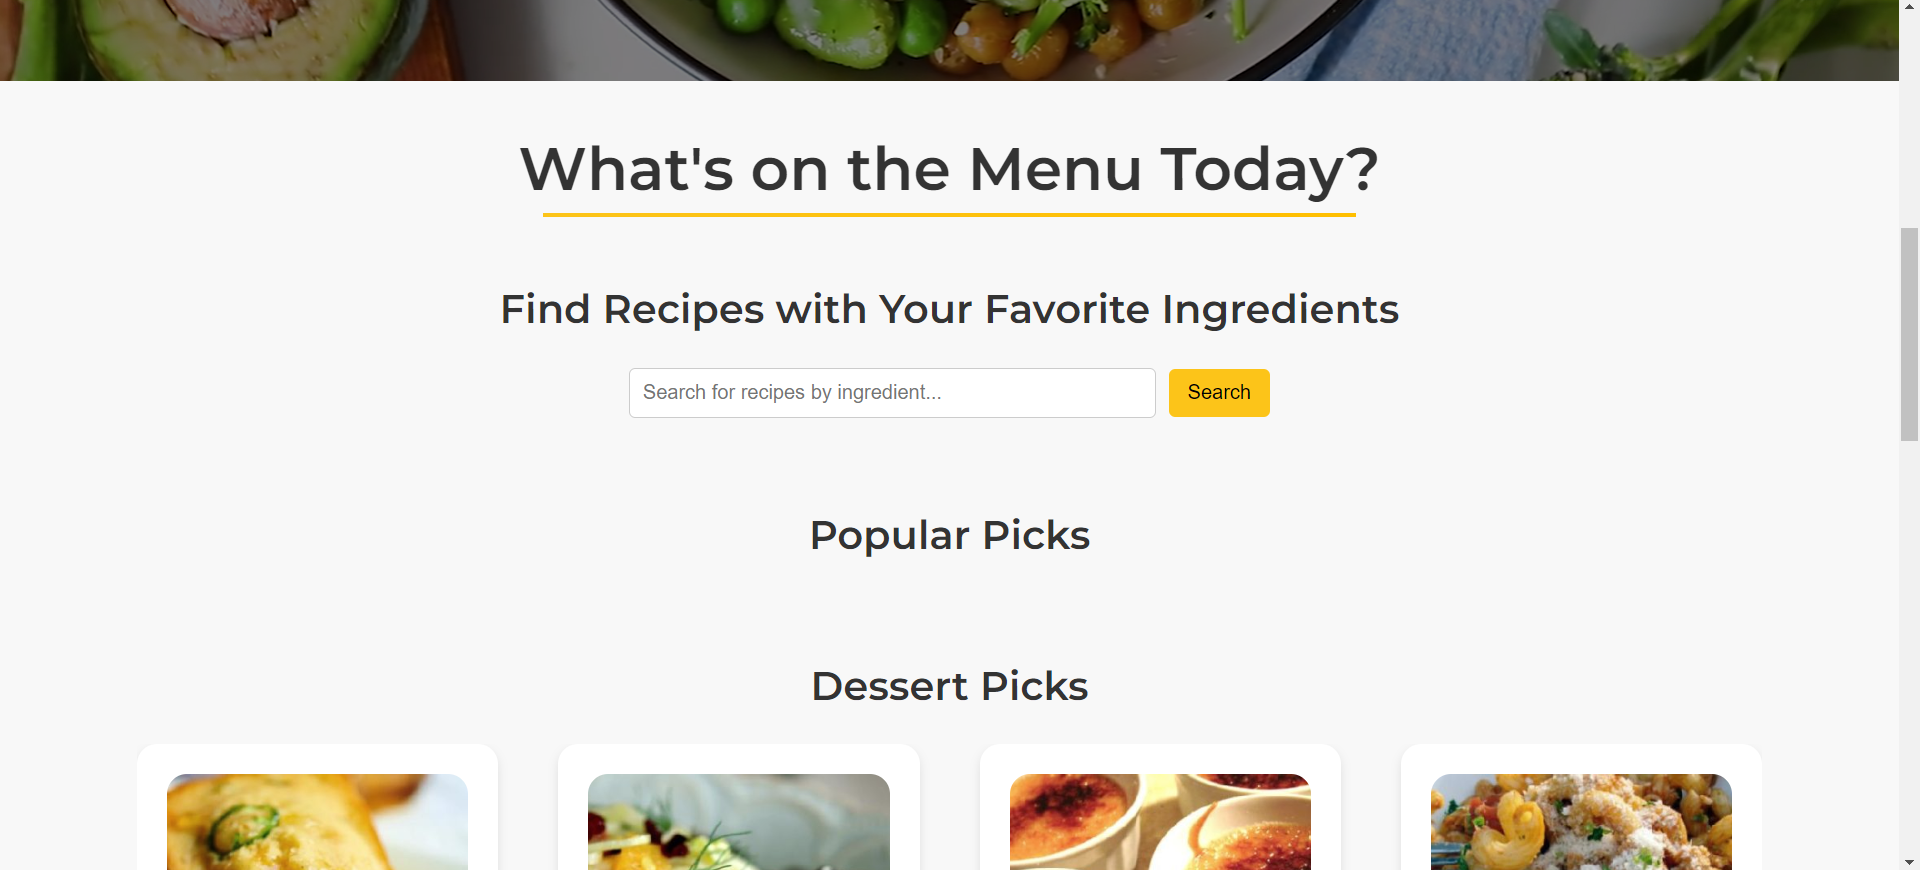 What's on the Menu Today?
Find Recipes with Your Favorite Ingredients
Search for recipes by ingredient...
Search
Popular Picks
Dessert Picks